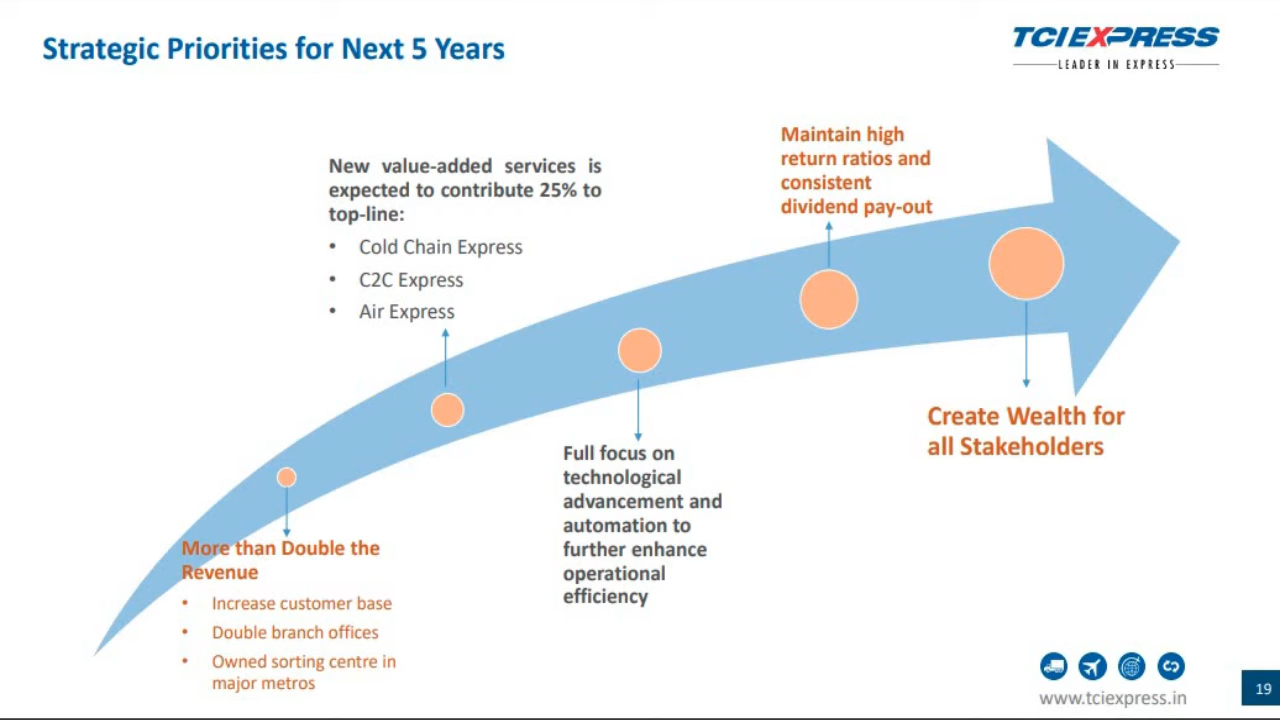 Strategic Priorities for Next 5 Years
TCIEXPRESS
LEADER IN EXPRESS
New value-added services is
expected to contribute 25% to
top-line:
• Cold Chain Express
• C2C Express
• Air Express
Maintain high
return ratios and
consistent
dividend pay-out
Create Wealth for
all Stakeholders
Full focus on
technological
advancement and
automation to
further enhance
operational
efficiency
More than Double the
Revenue
• Increase customer base
• Double branch offices
• Owned sorting centre in
major metros
www.tciexpress.in
19